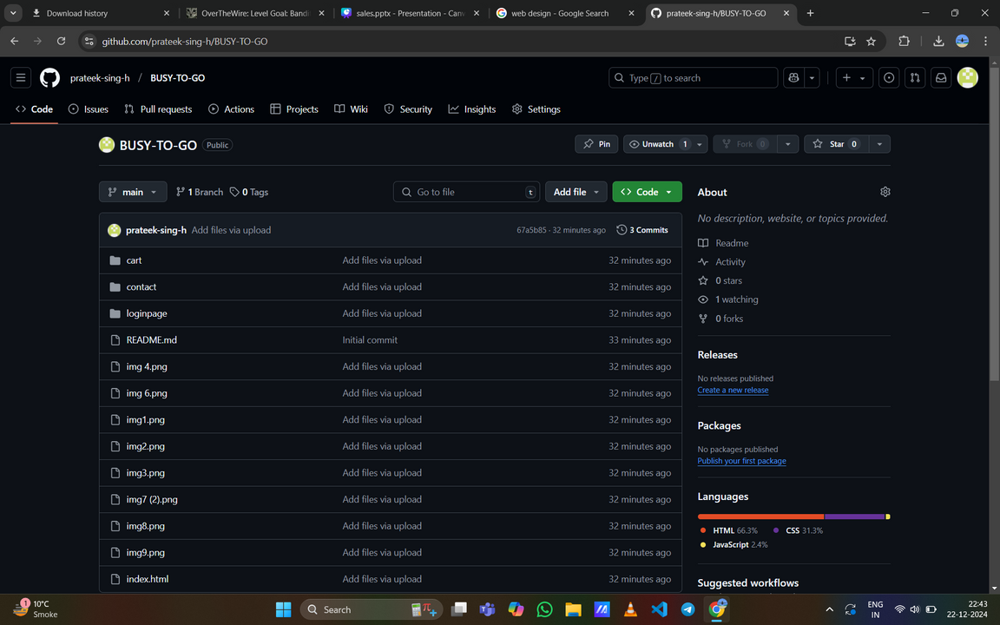 Download history
OverTheWire: Level Goal: Bandi
sales.pptx - Presentation - Canv
web design - Google Search
prateek-sing-h/BUSY-TO-GO
github.com/prateek-sing-h/BUSY-TO-GO
prateek-sing-h / BUSY-TO-GO
Type / to search
Code Issues Pull requests Actions Projects Wiki Security Insights Settings
BUSY-TO-GO Public
Pin Unwatch 1 Fork 0 Star 0
main 1 Branch 0 Tags
Go to file t Add file Code
prateek-sing-h Add files via upload 67a5b85 · 32 minutes ago 3 Commits
cart Add files via upload 32 minutes ago
contact Add files via upload 32 minutes ago
loginpage Add files via upload 32 minutes ago
README.md Initial commit 33 minutes ago
img 4.png Add files via upload 32 minutes ago
img 6.png Add files via upload 32 minutes ago
img1.png Add files via upload 32 minutes ago
img2.png Add files via upload 32 minutes ago
img3.png Add files via upload 32 minutes ago
img7 (2).png Add files via upload 32 minutes ago
img8.png Add files via upload 32 minutes ago
img9.png Add files via upload 32 minutes ago
index.html Add files via upload 32 minutes ago
About
No description, website, or topics provided.
Readme
Activity
0 stars
1 watching
0 forks
Releases
No releases published
Create a new release
Packages
No packages published
Publish your first package
Languages
HTML 66.3% CSS 31.3%
JavaScript 2.4%
Suggested workflows
1
10°C
Smoke
Search
ENG
IN
22:43
22-12-2024